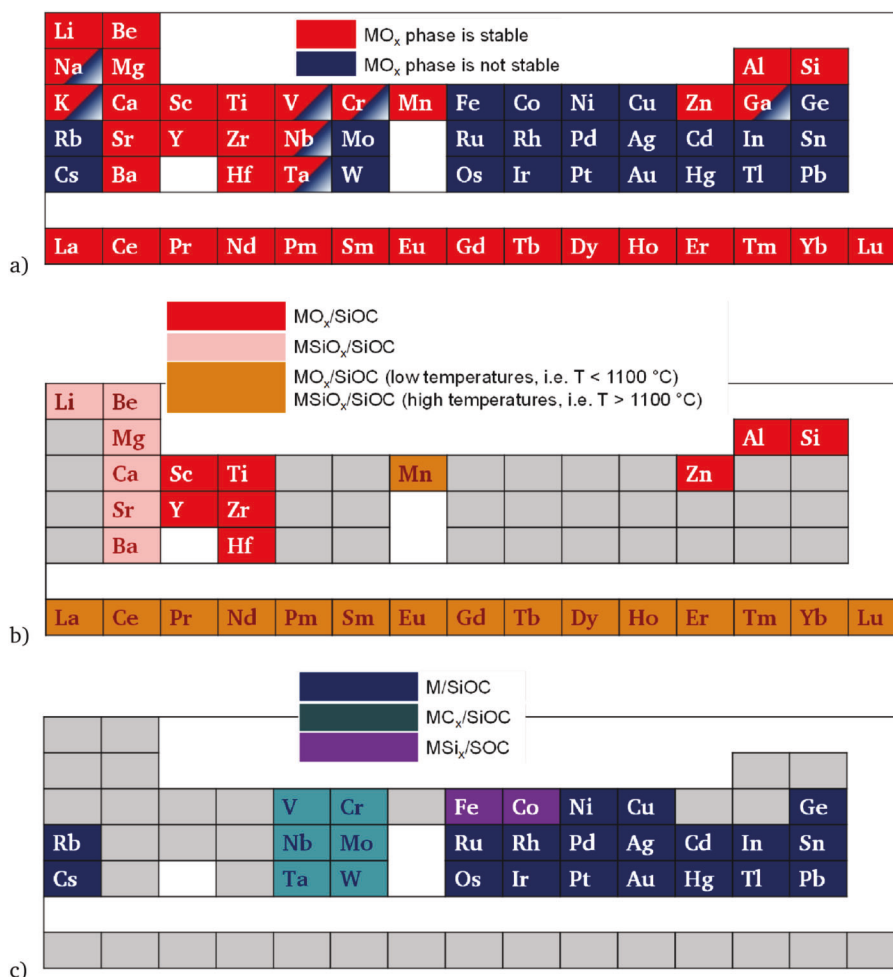 Li Be
MOx phase is stable
MOx phase is not stable
Na Mg Al Si
K Ca Sc Ti V Cr Mn Fe Co Ni Cu Zn Ga Ge
Rb Sr Y Zr Nb Mo Ru Rh Pd Ag Cd In Sn
Cs Ba Hf Ta W Os Ir Pt Au Hg Tl Pb
La Ce Pr Nd Pm Sm Eu Gd Tb Dy Ho Er Tm Yb Lu
a)
MOx/SiOC
MSiOx/SiOC
MOx/SiOC (low temperatures, i.e. T < 1100 °C)
MSiOx/SiOC (high temperatures, i.e. T > 1100 °C)
Li Be
Mg Al Si
Ca Sc Ti Mn Zn
Sr Y Zr
Ba Hf
La Ce Pr Nd Pm Sm Eu Gd Tb Dy Ho Er Tm Yb Lu
b)
M/SiOC
MCx/SiOC
MSix/SOC
V Cr Fe Co Ni Cu Ge
Rb Nb Mo Ru Rh Pd Ag Cd In Sn
Cs Ta W Os Ir Pt Au Hg Tl Pb
c)